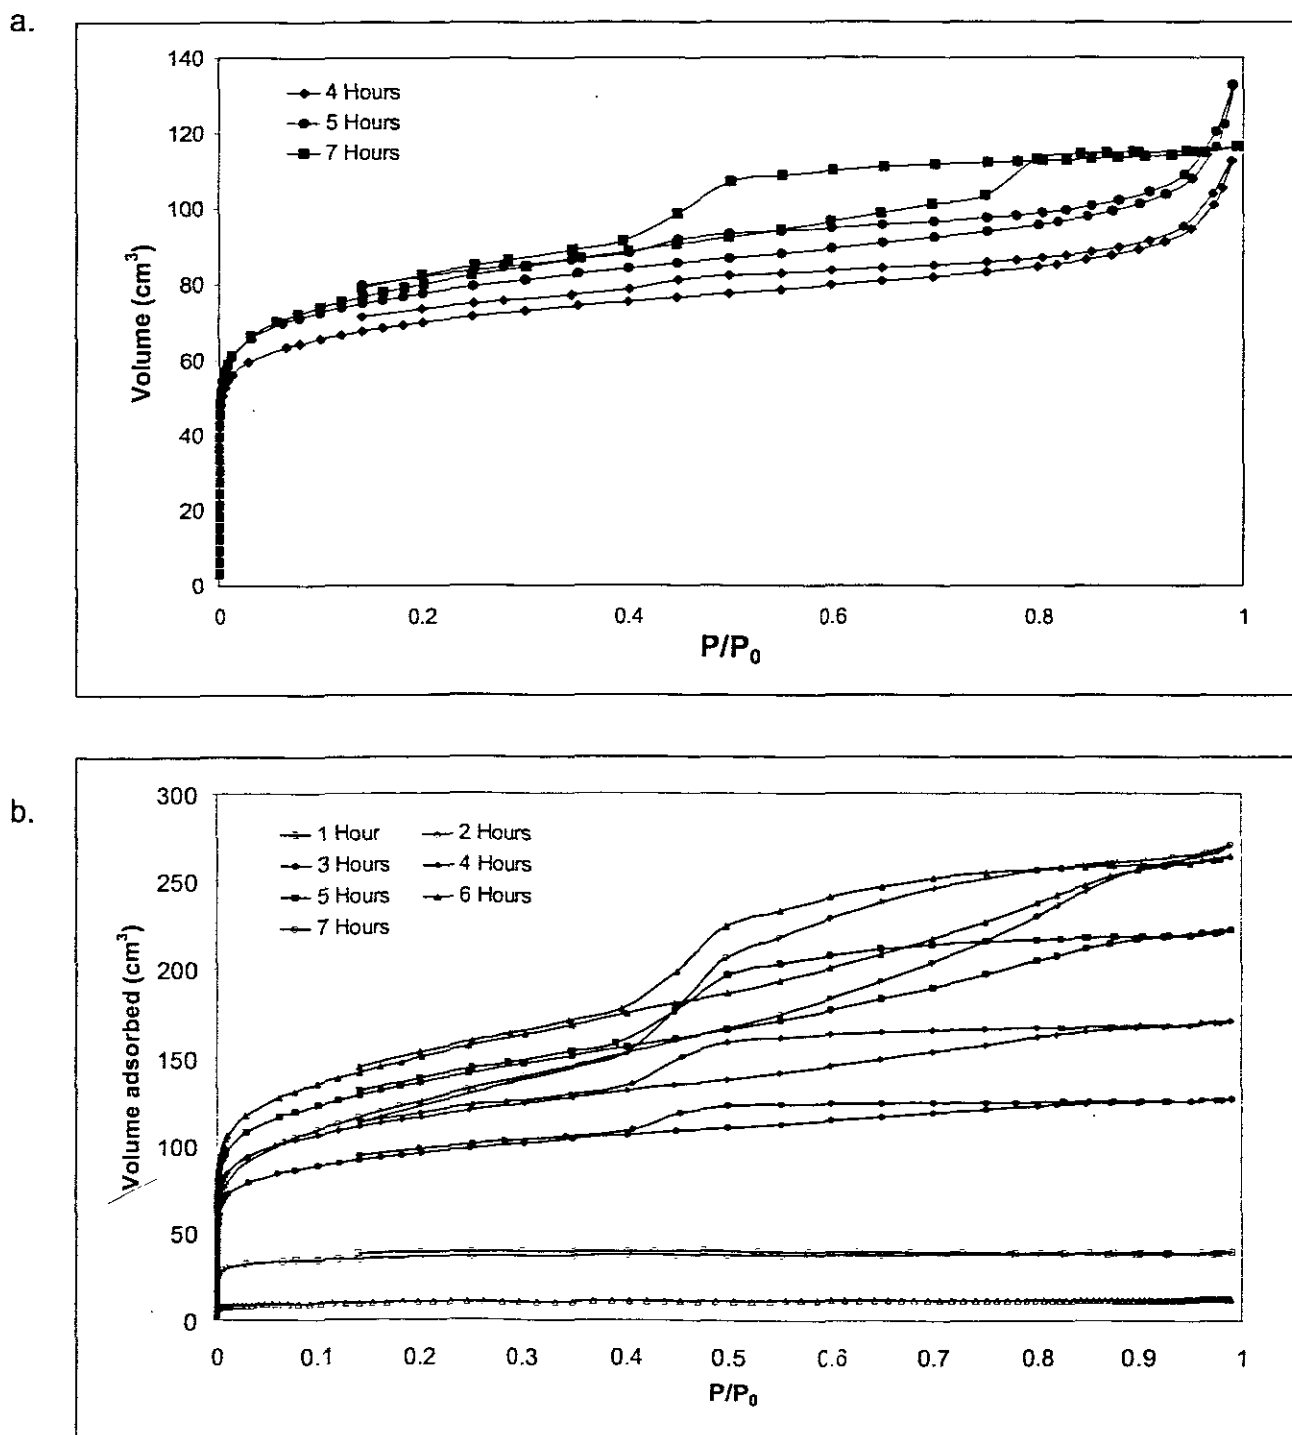 a.
140
120
100
80
60
40
20
0
4 Hours
5 Hours
7 Hours
Volume (cm³)
0 0.2 0.4 0.6 0.8 1
P/P₀
b.
300
250
200
150
100
50
0
1 Hour 2 Hours
3 Hours 4 Hours
5 Hours 6 Hours
7 Hours
Volume adsorbed (cm³)
0 0.1 0.2 0.3 0.4 0.5 0.6 0.7 0.8 0.9 1
P/P₀